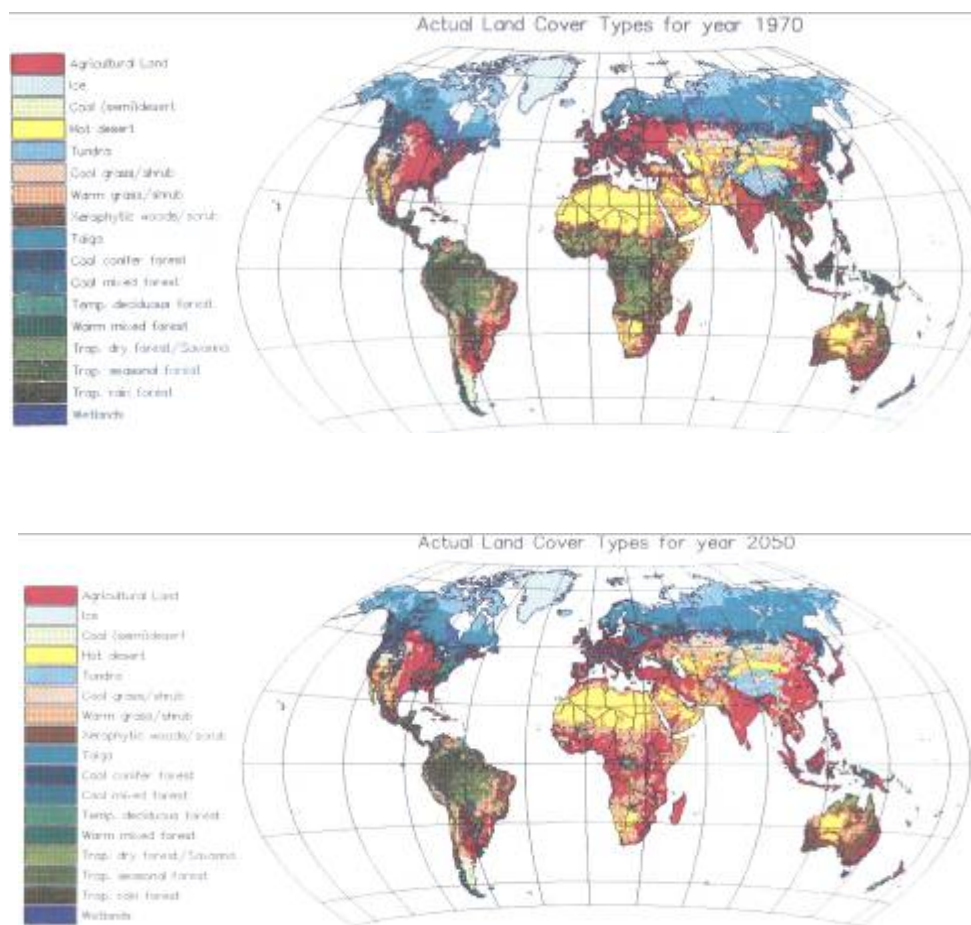 Actual Land Cover Types for year 1970
Agricultural Land
Ice
Cool (semi)desert
Hot desert
Tundra
Cool grass/shrub
Warm grass/shrub
Xerophytic woods/scrub
Taiga
Cool conifer forest
Cool mixed forest
Temp. deciduous forest
Warm mixed forest
Trop. dry forest/Savanna
Trop. seasonal forest
Trop. rain forest
Wetlands
Actual Land Cover Types for year 2050
Agricultural Land
Ice
Cool (semi)desert
Hot desert
Tundra
Cool grass/shrub
Warm grass/shrub
Xerophytic woods/scrub
Taiga
Cool conifer forest
Cool mixed forest
Temp. deciduous forest
Warm mixed forest
Trop. dry forest/Savanna
Trop. seasonal forest
Trop. rain forest
Wetlands